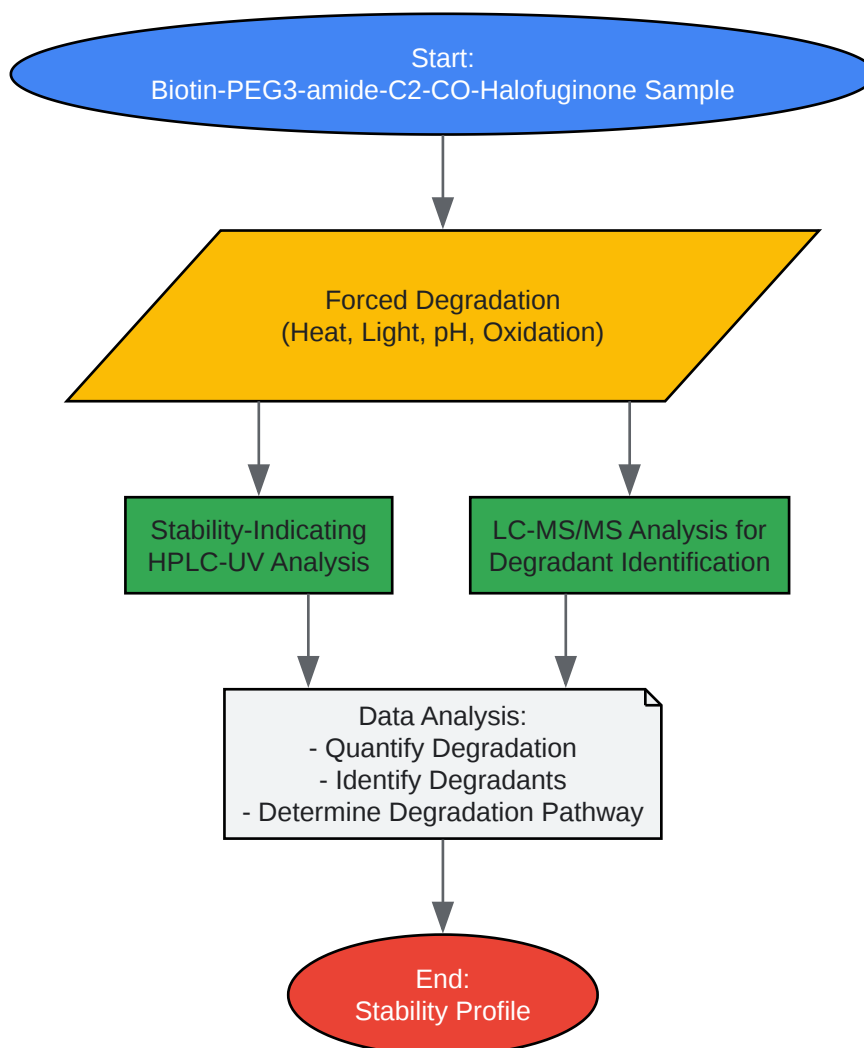 Start:
Biotin-PEG3-amide-C2-CO-Halofuginone Sample
Forced Degradation
(Heat, Light, pH, Oxidation)
Stability-Indicating
HPLC-UV Analysis
LC-MS/MS Analysis for
Degradant Identification
Data Analysis:
- Quantify Degradation
- Identify Degradants
- Determine Degradation Pathway
End:
Stability Profile